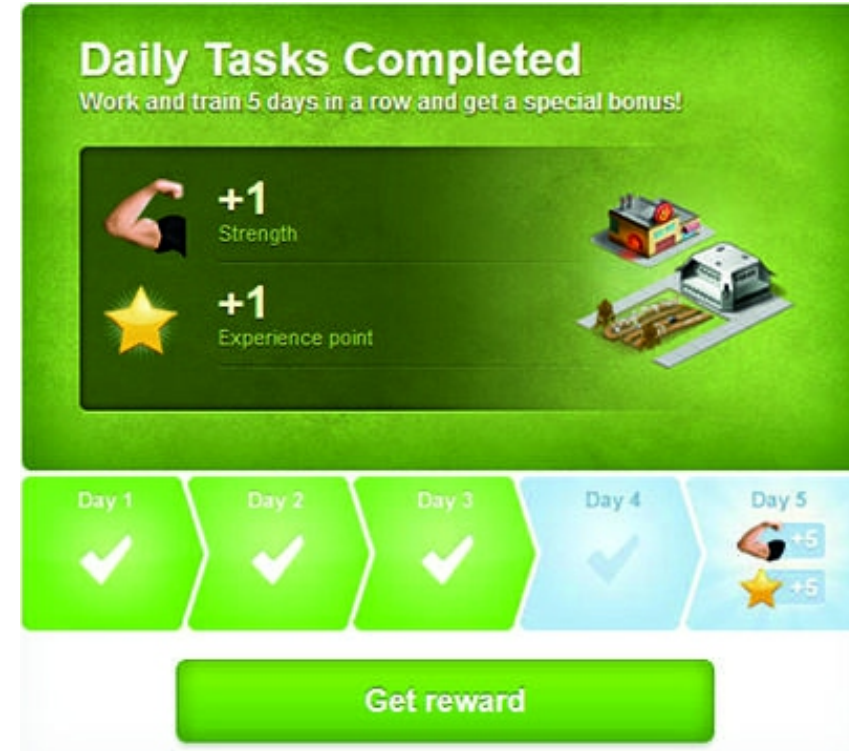 Daily Tasks Completed
Work and train 5 days in a row and get a special bonus!
+1
Strength
+1
Experience point
Day 1
Day 2
Day 3
Day 4
Day 5
+5
+5
Get reward